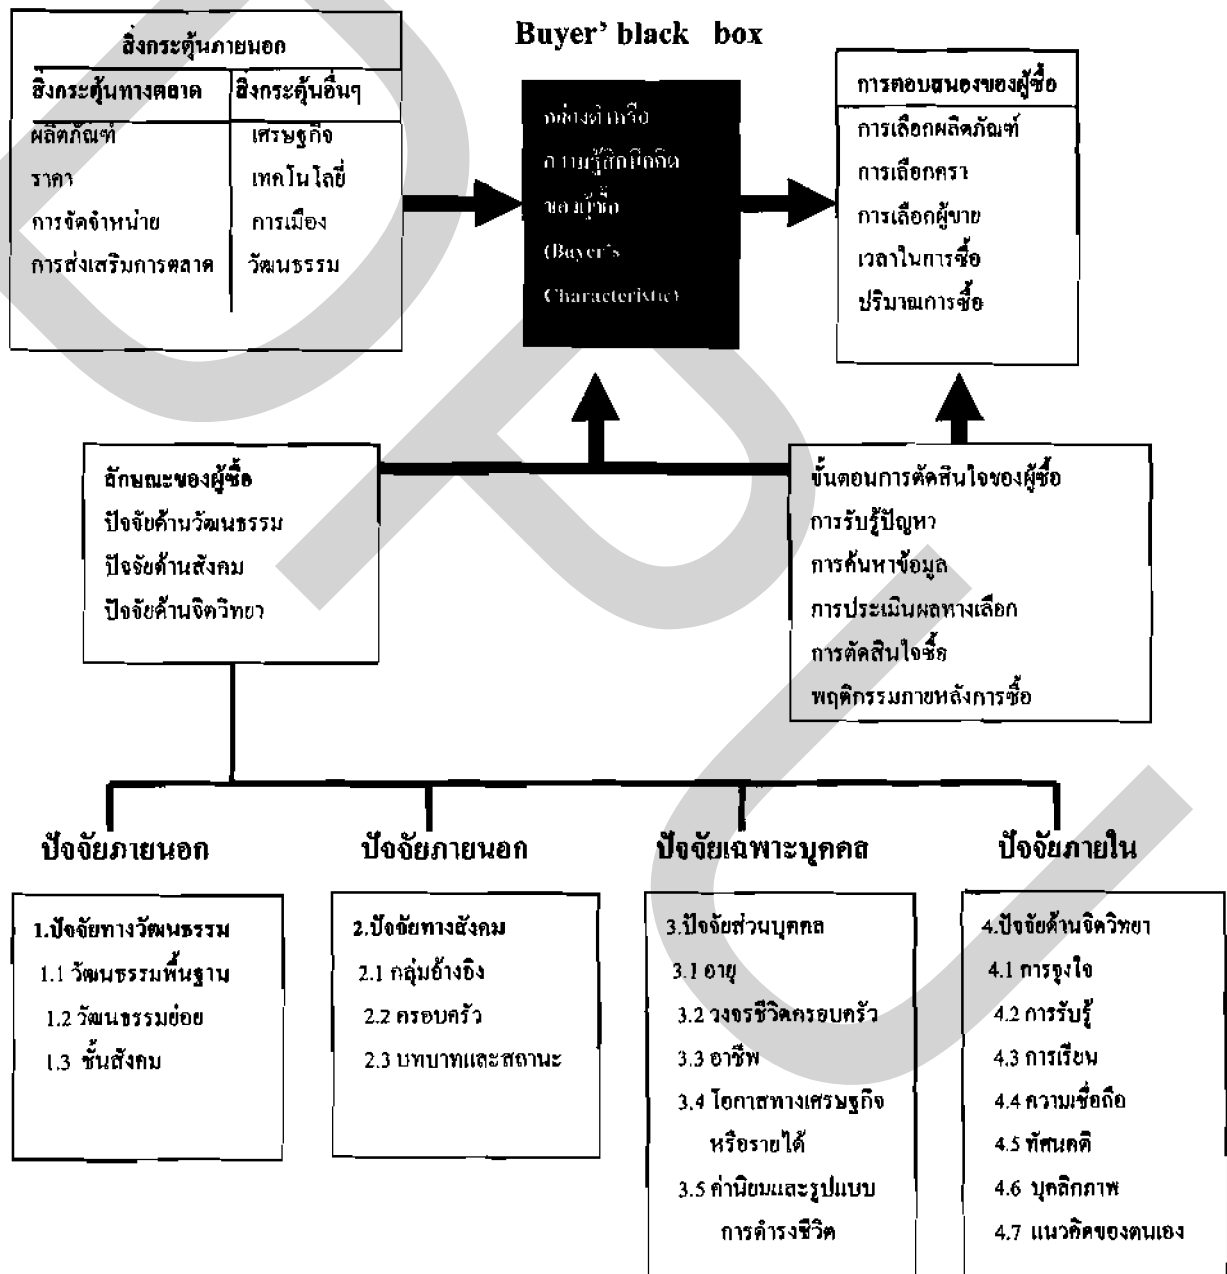 สิ่งกระตุ้นภายนอก
สิ่งกระตุ้นทางตลาด
ผลิตภัณฑ์
ราคา
การจัดจำหน่าย
การส่งเสริมการตลาด
สิ่งกระตุ้นอื่นๆ
เศรษฐกิจ
เทคโนโลยี่
การเมือง
วัฒนธรรม
Buyer' black box
กล่องดำหรือ
ความรู้สึกนึกคิด
ของผู้ซื้อ
(Buyer's
Characteristic)
การตอบสนองของผู้ซื้อ
การเลือกผลิตภัณฑ์
การเลือกตรา
การเลือกผู้ขาย
เวลาในการซื้อ
ปริมาณการซื้อ
ลักษณะของผู้ซื้อ
ปัจจัยด้านวัฒนธรรม
ปัจจัยด้านสังคม
ปัจจัยด้านจิตวิทยา
ขั้นตอนการตัดสินใจของผู้ซื้อ
การรับรู้ปัญหา
การค้นหาข้อมูล
การประเมินผลทางเลือก
การตัดสินใจซื้อ
พฤติกรรมภายหลังการซื้อ
ปัจจัยภายนอก
1.ปัจจัยทางวัฒนธรรม
1.1 วัฒนธรรมพื้นฐาน
1.2 วัฒนธรรมย่อย
1.3 ชั้นสังคม
ปัจจัยภายนอก
2.ปัจจัยทางสังคม
2.1 กลุ่มอ้างอิง
2.2 ครอบครัว
2.3 บทบาทและสถานะ
ปัจจัยเฉพาะบุคคล
3.ปัจจัยส่วนบุคคล
3.1 อายุ
3.2 วงจรชีวิตครอบครัว
3.3 อาชีพ
3.4 โอกาสทางเศรษฐกิจ
หรือรายได้
3.5 ค่านิยมและรูปแบบ
การดำรงชีวิต
ปัจจัยภายใน
4.ปัจจัยด้านจิตวิทยา
4.1 การจูงใจ
4.2 การรับรู้
4.3 การเรียน
4.4 ความเชื่อถือ
4.5 ทัศนคติ
4.6 บุคลิกภาพ
4.7 แนวคิดของตนเอง